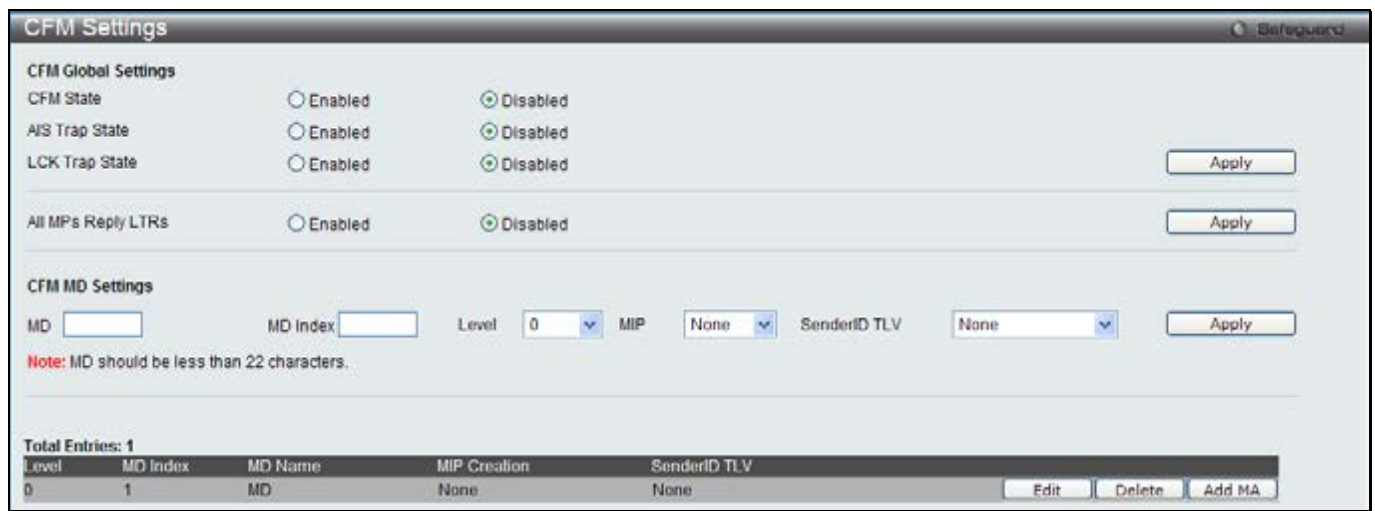 CFM Settings Safeguard
CFM Global Settings
CFM State Enabled Disabled
AIS Trap State Enabled Disabled
LCK Trap State Enabled Disabled Apply
All MPs Reply LTRs Enabled Disabled Apply
CFM MD Settings
MD MD Index Level 0 MIP None SenderID TLV None Apply
Note: MD should be less than 22 characters.
Total Entries: 1
Level MD Index MD Name MIP Creation SenderID TLV
0 1 MD None None Edit Delete Add MA